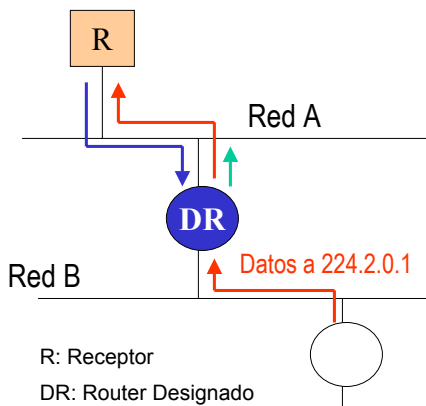 R
Red A
DR
Datos a 224.2.0.1
Red B
R: Receptor
DR: Router Designado